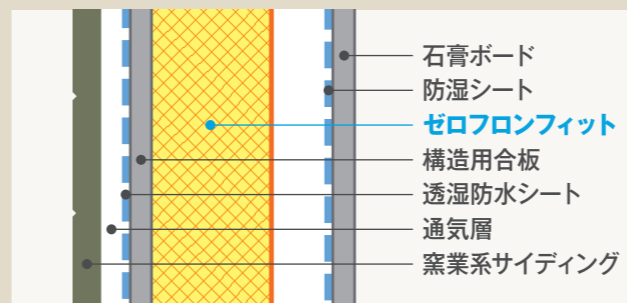 石膏ボード
防湿シート
ゼロフロンフィット
構造用合板
透湿防水シート
通気層
窯業系サイディング